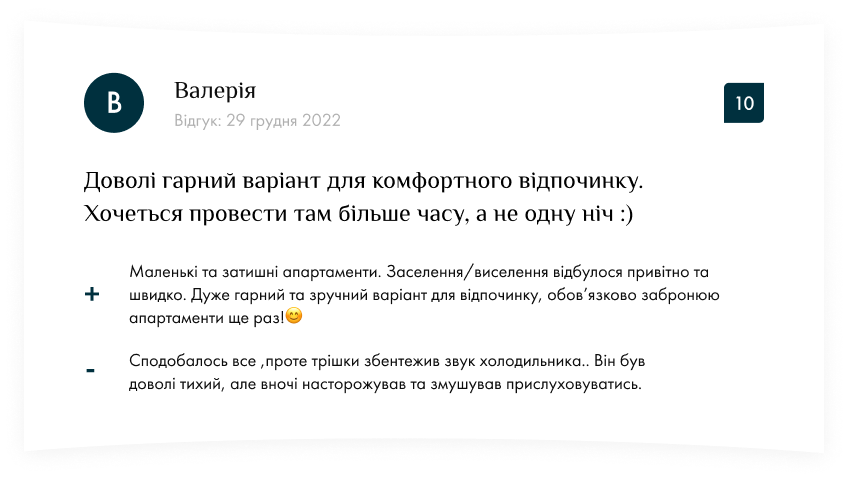 В
Валерія
Відгук: 29 грудня 2022
10
Доволі гарний варіант для комфортного відпочинку.
Хочеться провести там більше часу, а не одну ніч :)
+
Маленькі та затишні апартаменти. Заселення/виселення відбулося привітно та
швидко. Дуже гарний та зручний варіант для відпочинку, обов’язково забронюю
апартаменти ще раз!😊
-
Сподобалось все ,проте трішки збентежив звук холодильника.. Він був
доволі тихий, але вночі насторожував та змушував прислуховуватись.